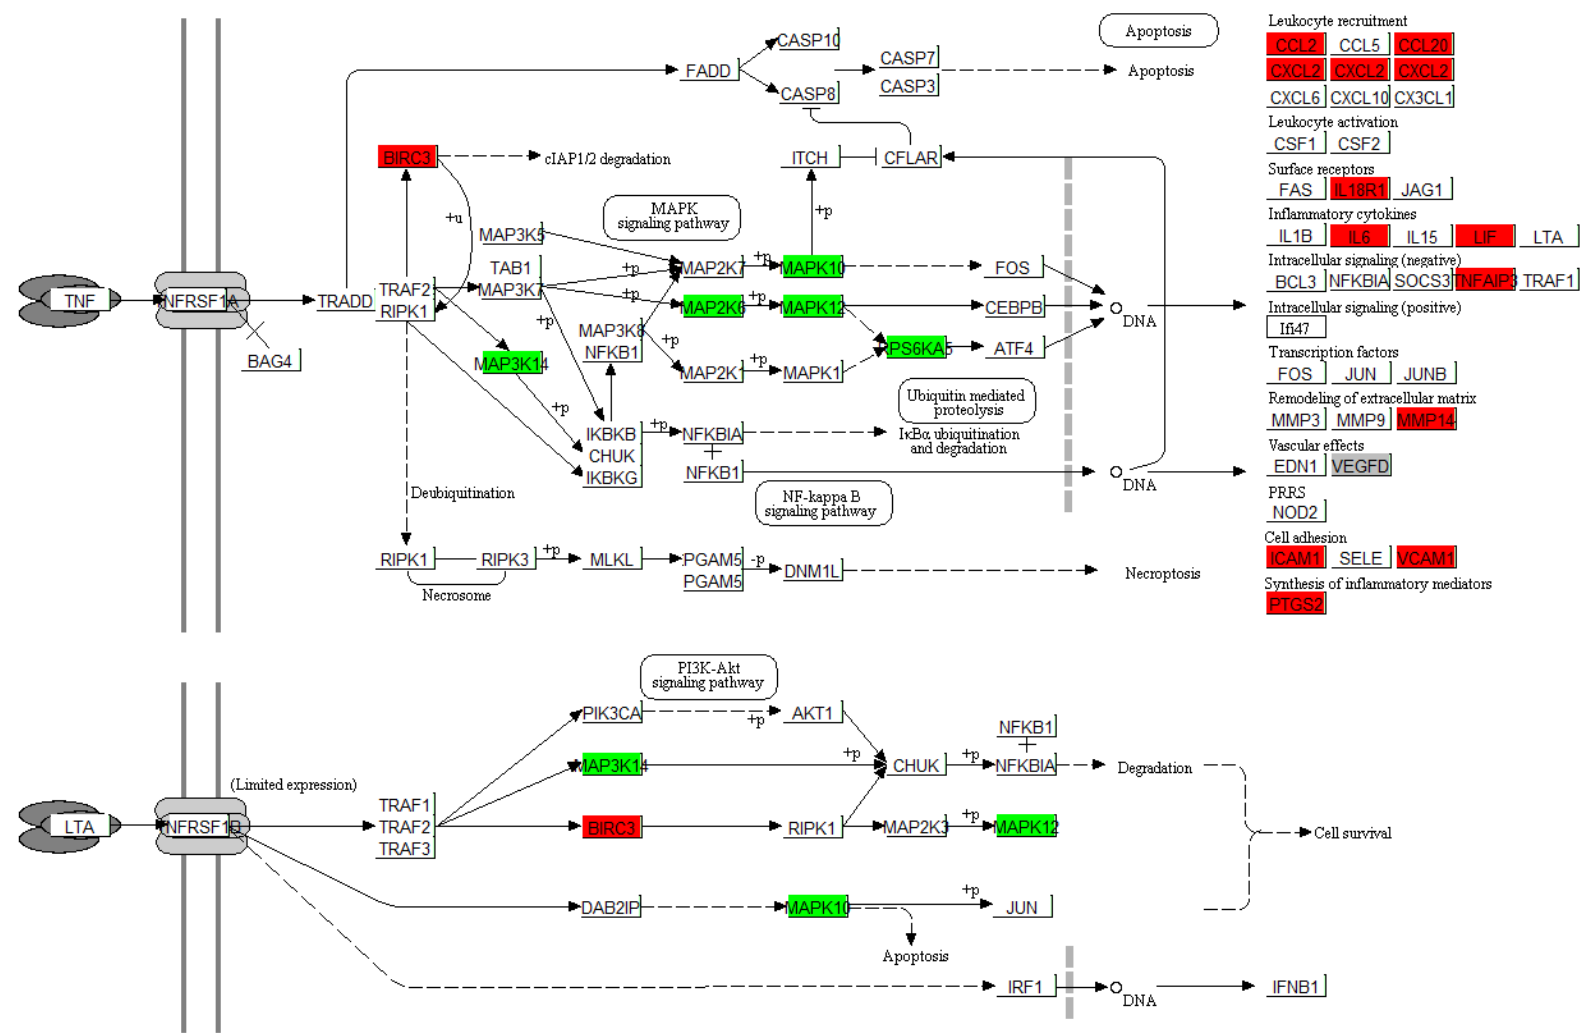 Apoptosis
CASP10
FADD
CASP7
CASP3
Apoptosis
CASP8
BIRC3
cIAP1/2 degradation
ITCH
CFLAR
+u
+p
MAPK
signaling pathway
MAP3K5
TAB1
MAP3K7
+p
MAP2K7
+p
MAPK10
FOS
TNF
NFRSF1A
TRADD
TRAF2
RIPK1
+p
MAP2K6
+p
MAPK12
CEBPB
DNA
+p
BAG4
MAP3K14
MAP3K8
NFKB1
+p
RPS6KA5
ATF4
MAP2K1
+p
MAPK1
+p
Ubiquitin mediated
proteolysis
IKBKB
CHUK
IKBKG
+p
NFKBIA
IκBα ubiquitination
and degradation
NFKB1
DNA
NF-kappa B
signaling pathway
Deubiquitination
RIPK1
RIPK3
+p
MLKL
PGAM5
PGAM5
-p
DNM1L
Necroptosis
Necrosome
Leukocyte recruitment
CCL2 CCL5 CCL20
CXCL2 CXCL2 CXCL2
CXCL6 CXCL10 CX3CL1
Leukocyte activation
CSF1 CSF2
Surface receptors
FAS IL18R1 JAG1
Inflammatory cytokines
IL1B IL6 IL15 LIF LTA
Intracellular signaling (negative)
BCL3 NFKBIA SOCS3 TNFAIP3 TRAF1
Intracellular signaling (positive)
Ifi47
Transcription factors
FOS JUN JUNB
Remodeling of extracellular matrix
MMP3 MMP9 MMP14
Vascular effects
EDN1 VEGFD
PRRS
NOD2
Cell adhesion
ICAM1 SELE VCAM1
Synthesis of inflammatory mediators
PTGS2
PI3K-Akt
signaling pathway
PIK3CA
+p
AKT1
NFKB1
MAP3K14
+p
CHUK
+p
NFKBIA
Degradation
(Limited expression)
LTA
NFRSF1B
TRAF1
TRAF2
TRAF3
BIRC3
RIPK1
MAP2K3
+p
MAPK12
Cell survival
DAB2IP
MAPK10
+p
JUN
Apoptosis
IRF1
DNA
IFNB1